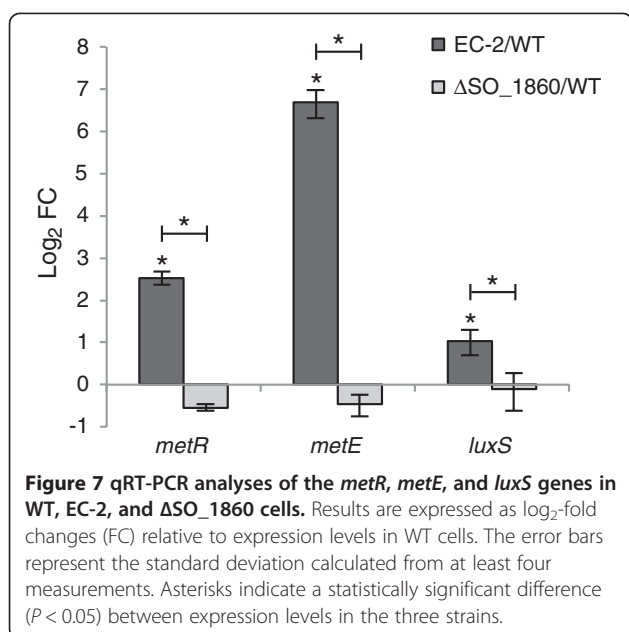 EC-2/WT
ΔSO_1860/WT
*
*
*
*
*
*
8
7
6
5
4
3
2
1
0
-1
Log₂ FC
metR metE luxS
Figure 7 qRT-PCR analyses of the metR, metE, and luxS genes in
WT, EC-2, and ΔSO_1860 cells. Results are expressed as log₂-fold
changes (FC) relative to expression levels in WT cells. The error bars
represent the standard deviation calculated from at least four
measurements. Asterisks indicate a statistically significant difference
(P < 0.05) between expression levels in the three strains.